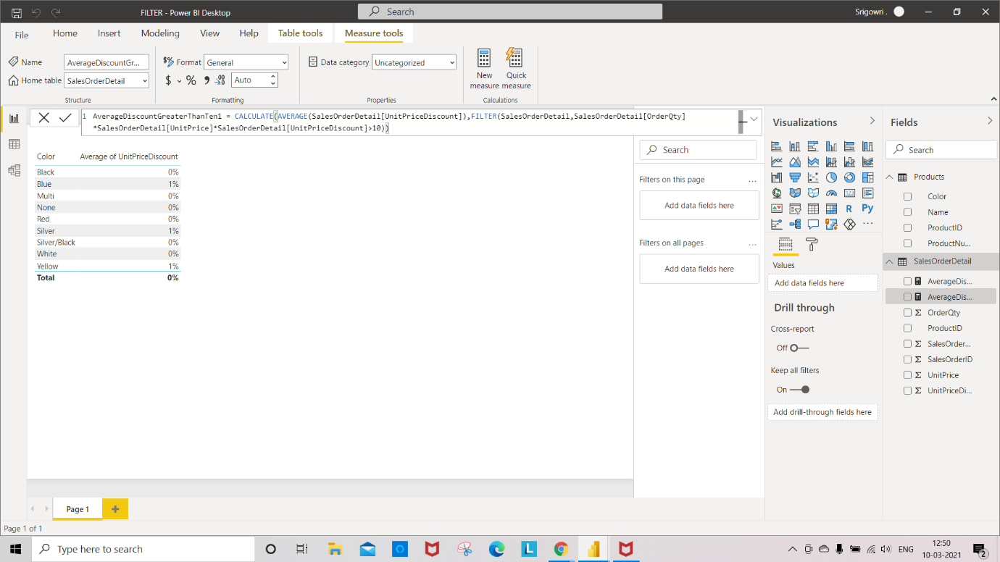 FILTER - Power BI Desktop
Search
Srigowri .
File
Home
Insert
Modeling
View
Help
Table tools
Measure tools
Name
AverageDiscountGr...
Home table
SalesOrderDetail
Structure
Format
General
$
%
Auto
Formatting
Data category
Uncategorized
Properties
New
measure
Quick
measure
Calculations
1 AverageDiscountGreaterThanTen1 = CALCULATE(AVERAGE(SalesOrderDetail[UnitPriceDiscount]),FILTER(SalesOrderDetail,SalesOrderDetail[OrderQty]
*SalesOrderDetail[UnitPrice]*SalesOrderDetail[UnitPriceDiscount]>10))
Color Average of UnitPriceDiscount
Black 0%
Blue 1%
Multi 0%
None 0%
Red 0%
Silver 1%
Silver/Black 0%
White 0%
Yellow 1%
Total 0%
Search
Filters on this page ...
Add data fields here
Filters on all pages ...
Add data fields here
Visualizations
R
Py
...
Values
Add data fields here
Drill through
Cross-report
Off
Keep all filters
On
Add drill-through fields here
Fields
Search
Products
Color
Name
ProductID
ProductNu...
SalesOrderDetail
AverageDis...
AverageDis...
OrderQty
ProductID
SalesOrder...
SalesOrderID
UnitPrice
UnitPriceDi...
Page 1
+
Page 1 of 1
Type here to search
L
ENG
12:50
10-03-2021
2